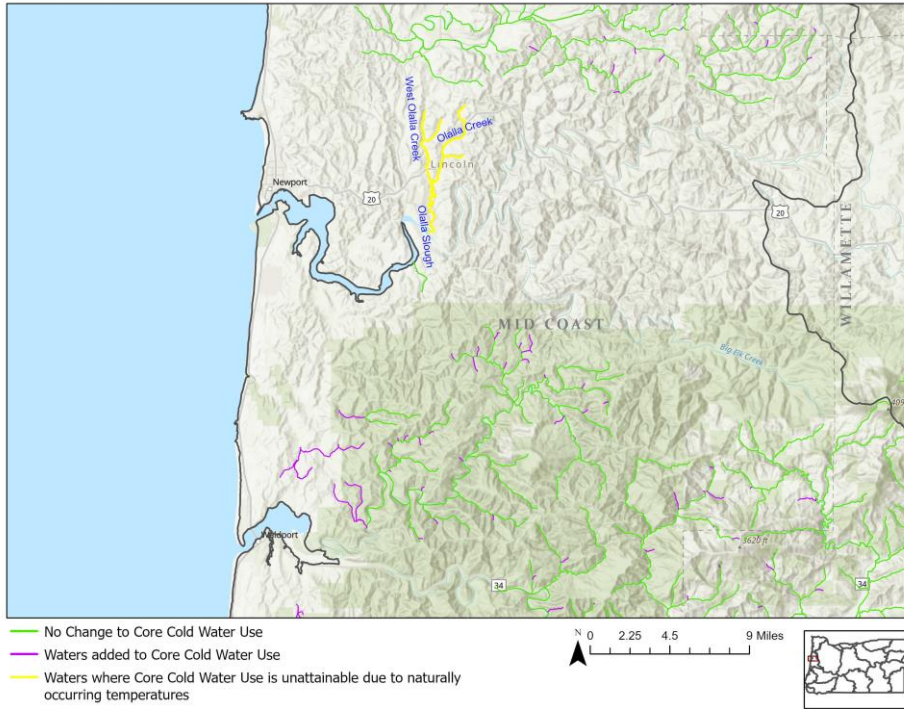 West Olalla Creek
Olalla Creek
Lincoln
Newport
20
Olalla Slough
20
WILLAMETTE
MID COAST
Big Elk Creek
Waldport
3620 ft
34
34
No Change to Core Cold Water Use
Waters added to Core Cold Water Use
Waters where Core Cold Water Use is unattainable due to naturally
occurring temperatures
N
0 2.25 4.5 9 Miles